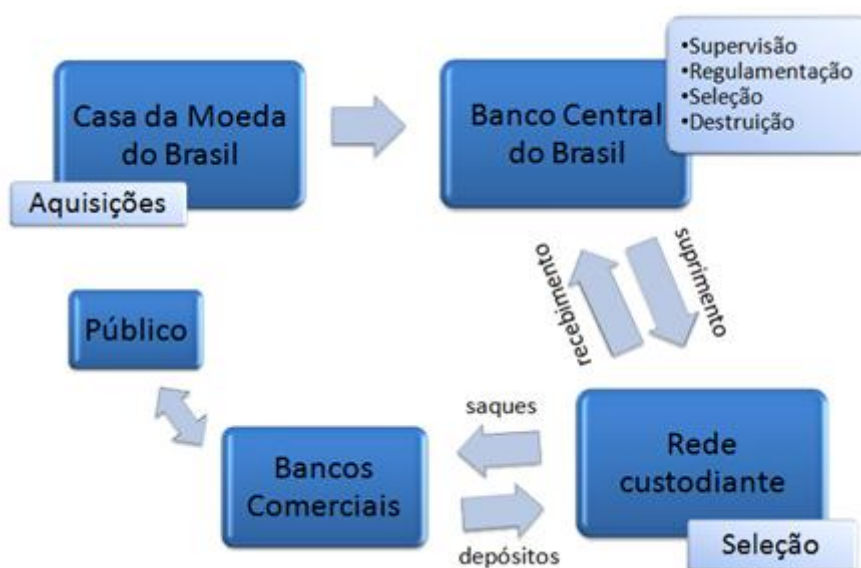 Casa da Moeda
do Brasil
Aquisições
Banco Central
do Brasil
•Supervisão
•Regulamentação
•Seleção
•Destruição
recebimento
suprimento
Público
saques
Bancos
Comerciais
depósitos
Rede
custodiante
Seleção